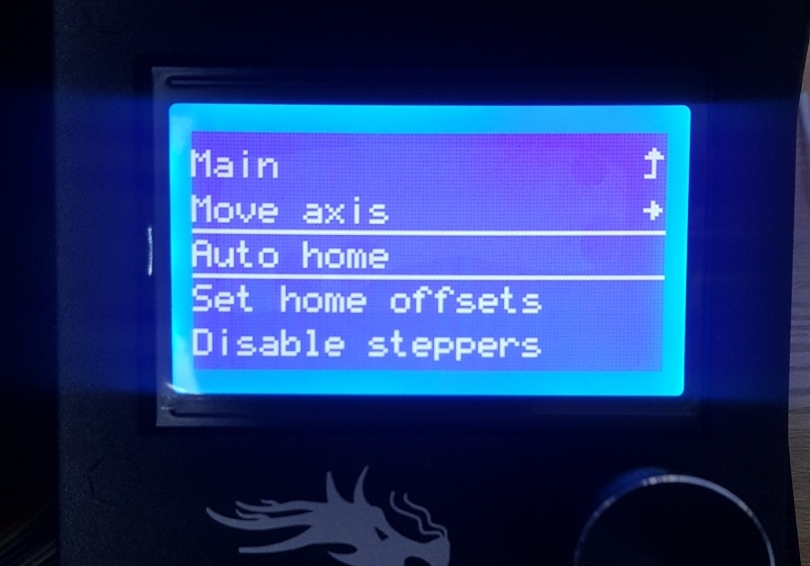 Main
Move axis
Auto home
Set home offsets
Disable steppers